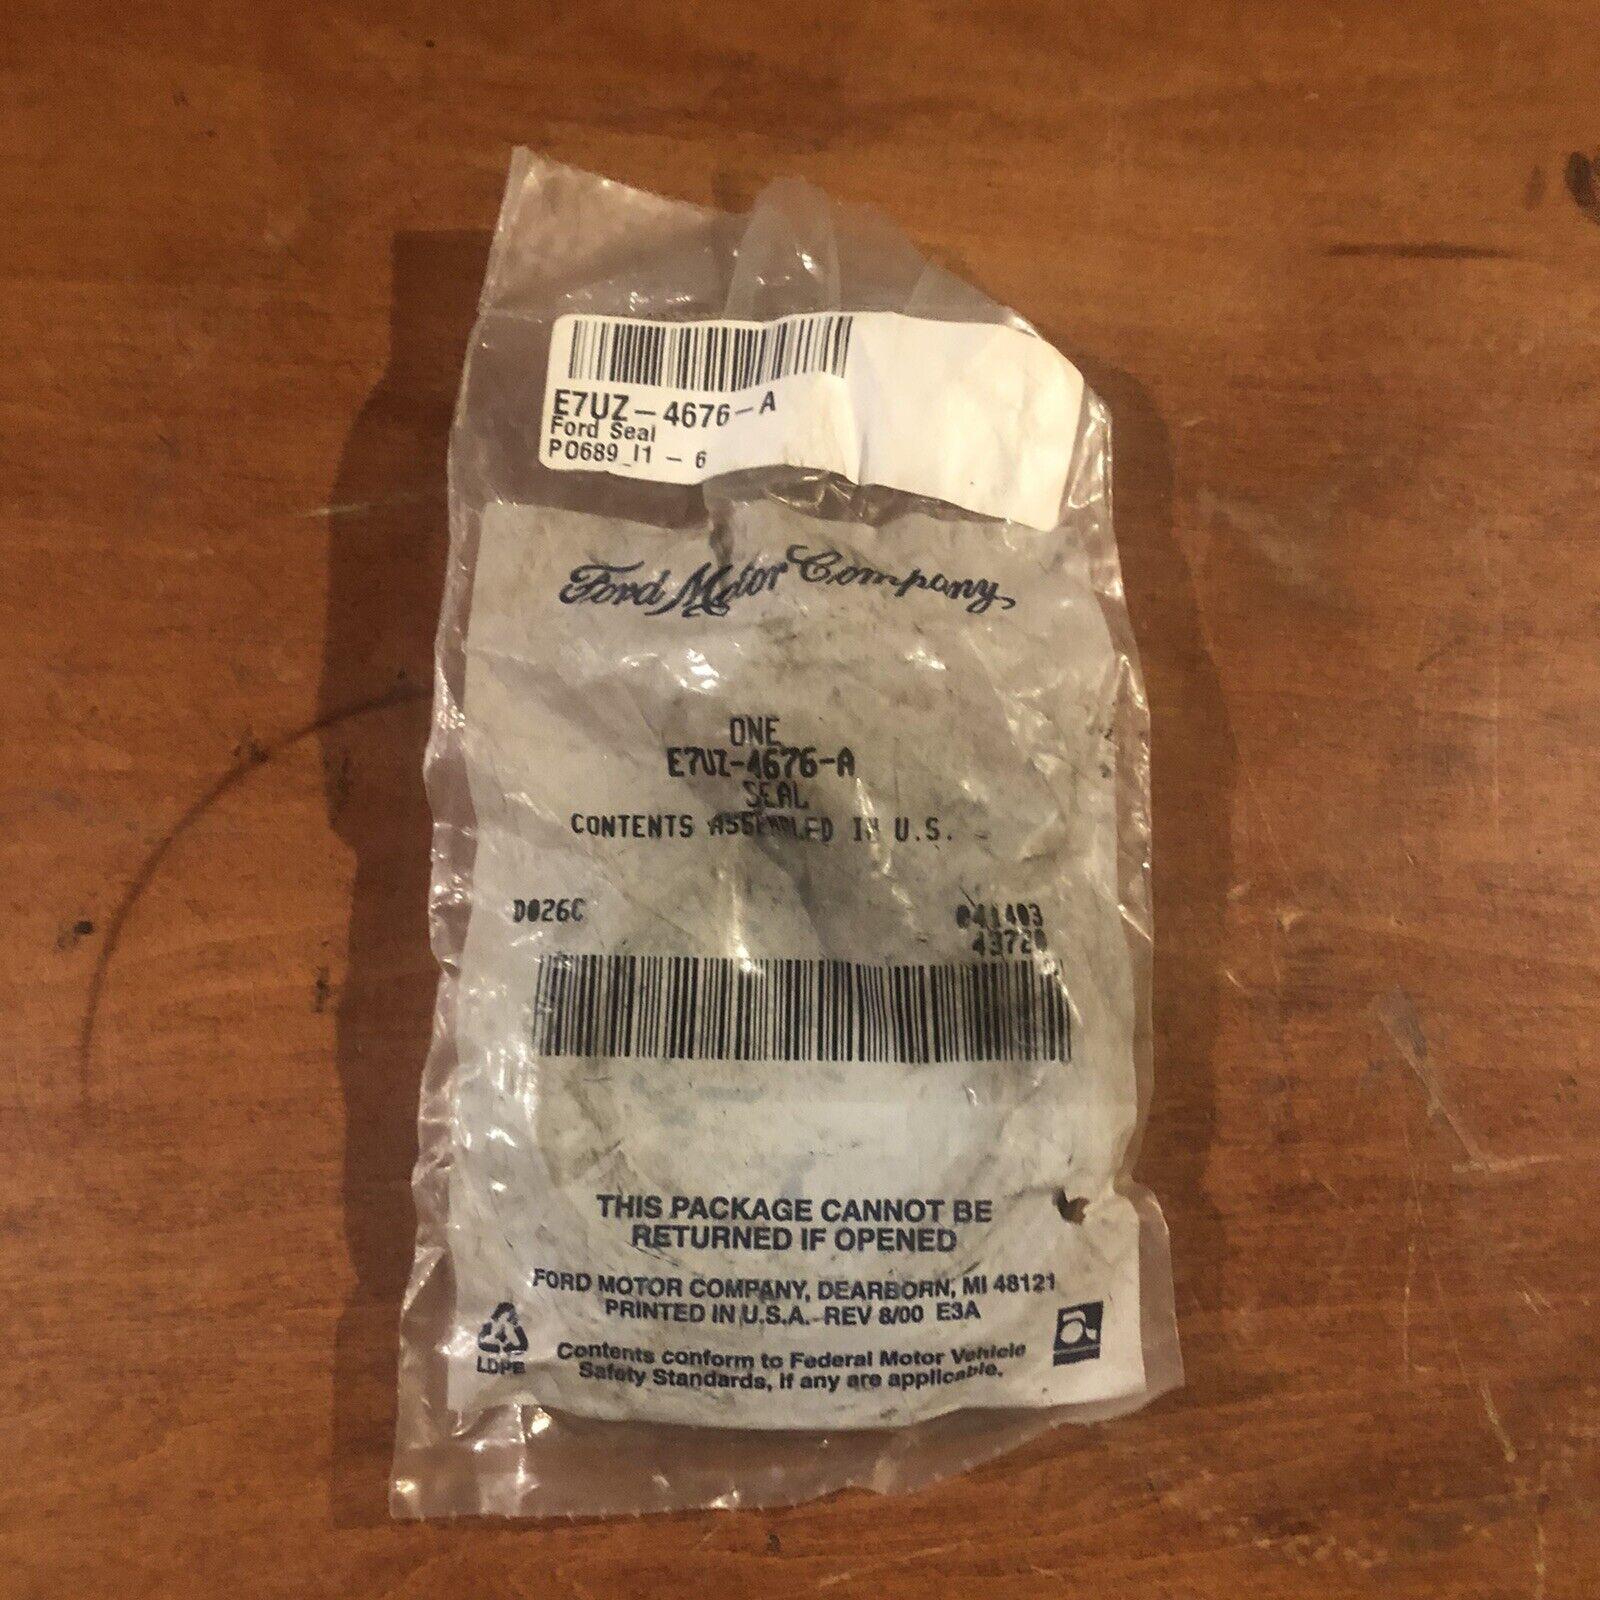 E7UZ-4676-A
Ford Seal
PO689_I1 - 6
Ford Motor Company
ONE
E7UZ-4676-A
SEAL
CONTENTS ASSEMBLED IN U.S.
D026C
041403
43720
THIS PACKAGE CANNOT BE
RETURNED IF OPENED
FORD MOTOR COMPANY, DEARBORN, MI 48121
PRINTED IN U.S.A. REV 8/00 E3A
Contents conform to Federal Motor Vehicle
Safety Standards, if any are applicable.
LDPE